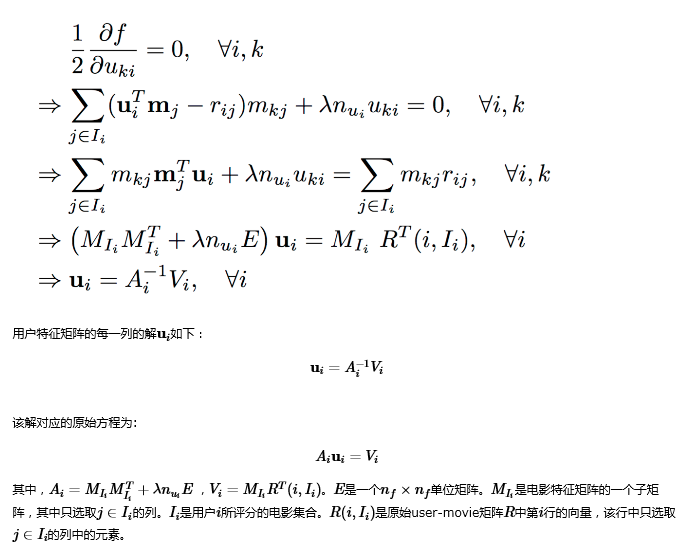 $\frac{1}{2}\frac{\partial f}{\partial u_{ki}} = 0, \quad \forall i, k$
$\Rightarrow \sum_{j \in I_i} (\mathbf{u}_i^T \mathbf{m}_j - r_{ij}) m_{kj} + \lambda n_{u_i} u_{ki} = 0, \quad \forall i, k$
$\Rightarrow \sum_{j \in I_i} m_{kj} \mathbf{m}_j^T \mathbf{u}_i + \lambda n_{u_i} u_{ki} = \sum_{j \in I_i} m_{kj} r_{ij}, \quad \forall i, k$
$\Rightarrow \left( M_{I_i} M_{I_i}^T + \lambda n_{u_i} E \right) \mathbf{u}_i = M_{I_i} \ R^T(i, I_i), \quad \forall i$
$\Rightarrow \mathbf{u}_i = A_i^{-1} V_i, \quad \forall i$
用户特征矩阵的每一列的解$\mathbf{u}_i$如下：
$\mathbf{u}_i = A_i^{-1} V_i$
该解对应的原始方程为:
$A_i \mathbf{u}_i = V_i$
其中，$A_i = M_{I_i} M_{I_i}^T + \lambda n_{u_i} E$ ，$V_i = M_{I_i} R^T(i, I_i)$。$E$是一个$n_f \times n_f$单位矩阵。$M_{I_i}$是电影特征矩阵的一个子矩
阵，其中只选取$j \in I_i$的列。$I_i$是用户$i$所评分的电影集合。$R(i, I_i)$是原始user-movie矩阵$R$中第$i$行的向量，该行中只选取
$j \in I_i$的列中的元素。